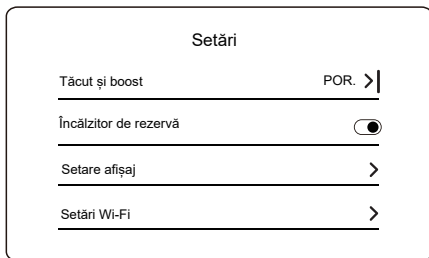 Setări
Tăcut și boost POR.
Încălzitor de rezervă
Setare afișaj
Setări Wi-Fi